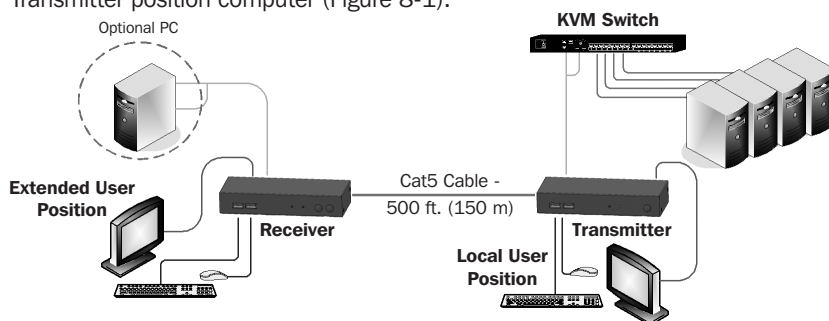 Transmitter position computer (Figure 8-1).
Optional PC
KVM Switch
Extended User
Position
Receiver
Cat5 Cable -
500 ft. (150 m)
Transmitter
Local User
Position